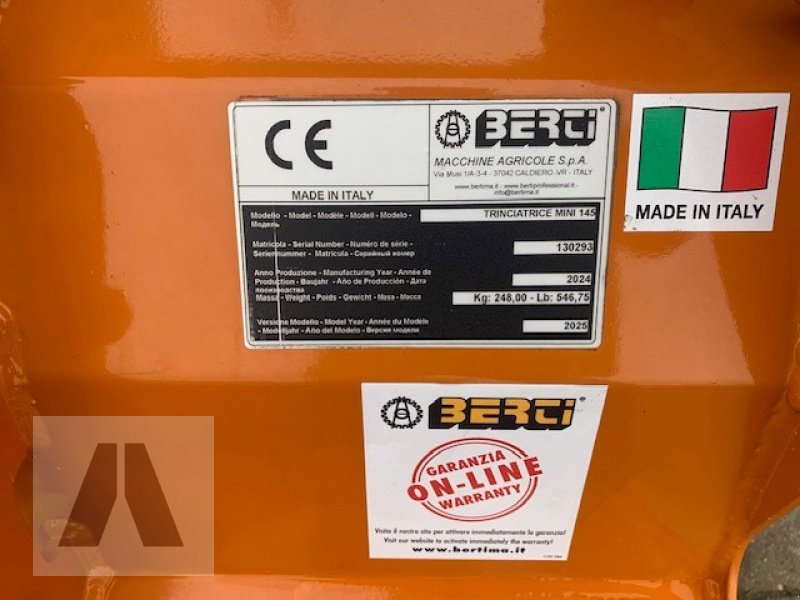 CE
MADE IN ITALY
BERTI®
MACCHINE AGRICOLE S.p.A.
Via Musi 1/A-3-4 - 37042 CALDIERO -VR - ITALY
www.bertima.it - www.bertiprofessional.it -
info@bertima.it
Modello - Model - Modèle - Modell - Modelo -
Модель
TRINCIATRICE MINI 145
Matricola - Serial Number - Numéro de série -
Seriennummer - Matricula - Серийный номер
130293
Anno Produzione - Manufacturing Year - Année de
Production - Baujahr - Año de Producción - Дата
производства
2024
Massa - Weight - Poids - Gewicht - Masa - Масса
Kg: 248,00 - Lb: 546,75
Versione Modello - Model Year - Année du Modèle
- Modelljahr - Año del Modelo - Версия модели
2025
MADE IN ITALY
BERTI®
GARANZIA
ON-LINE
WARRANTY
Visita il nostro sito per attivare immediatamente la garanzia!
Visit our website to activate immediately the warranty!
www.bertima.it